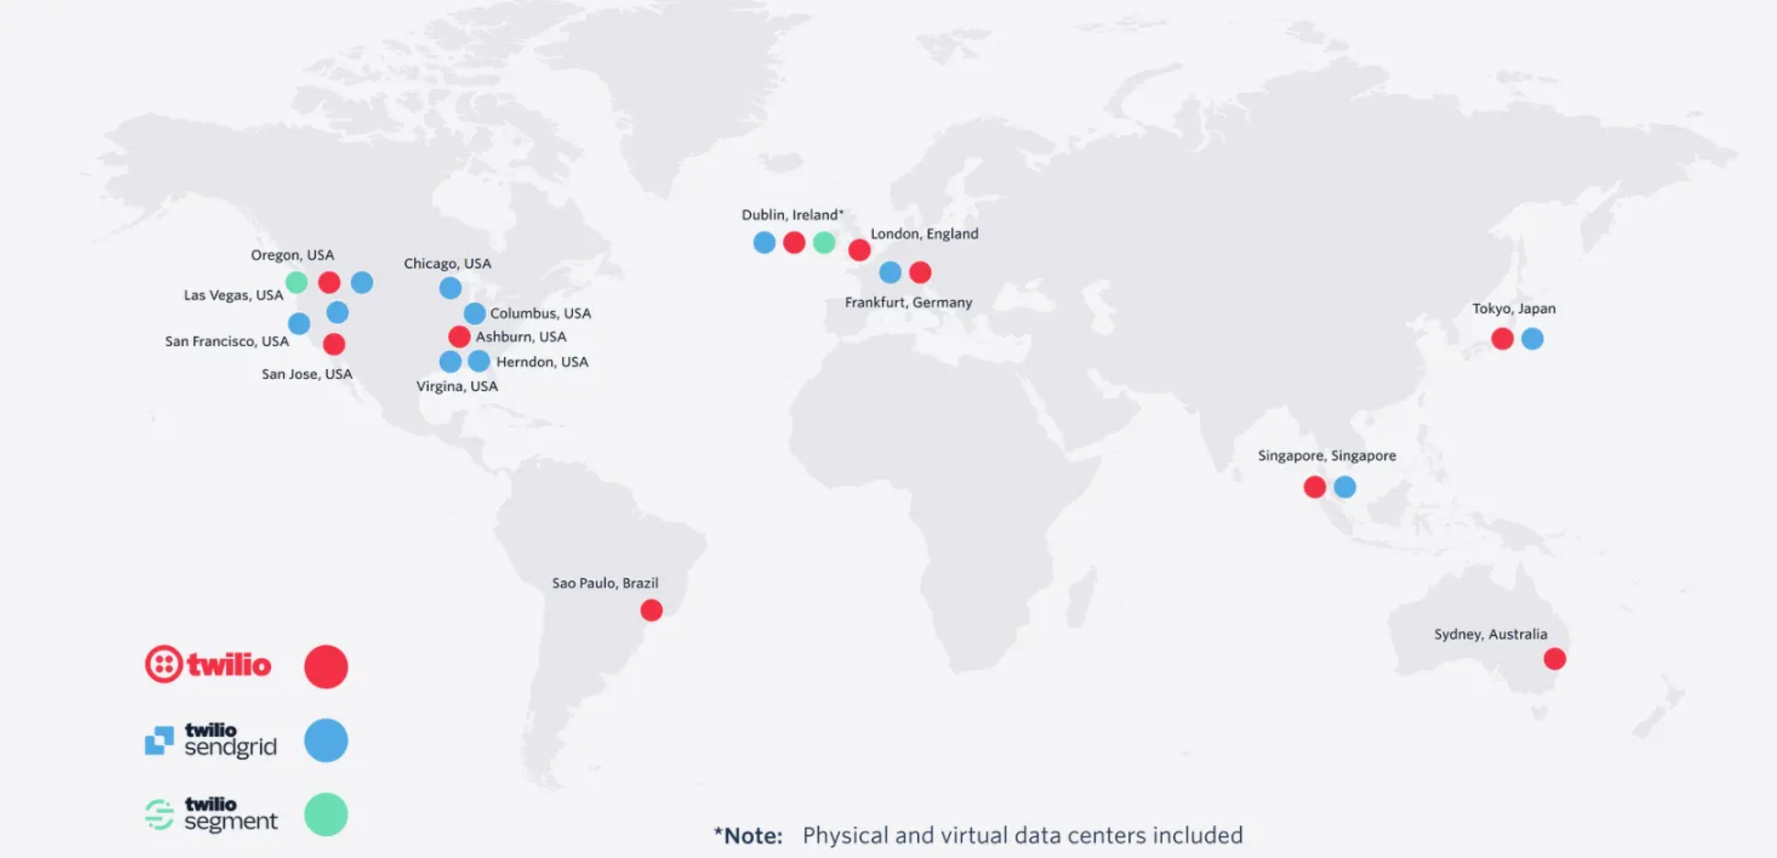 Dublin, Ireland*
London, England
Oregon, USA
Chicago, USA
Las Vegas, USA
Frankfurt, Germany
Columbus, USA
Tokyo, Japan
Ashburn, USA
San Francisco, USA
Herndon, USA
San Jose, USA
Virgina, USA
Singapore, Singapore
Sao Paulo, Brazil
Sydney, Australia
twilio
twilio
sendgrid
twilio
segment
*Note: Physical and virtual data centers included